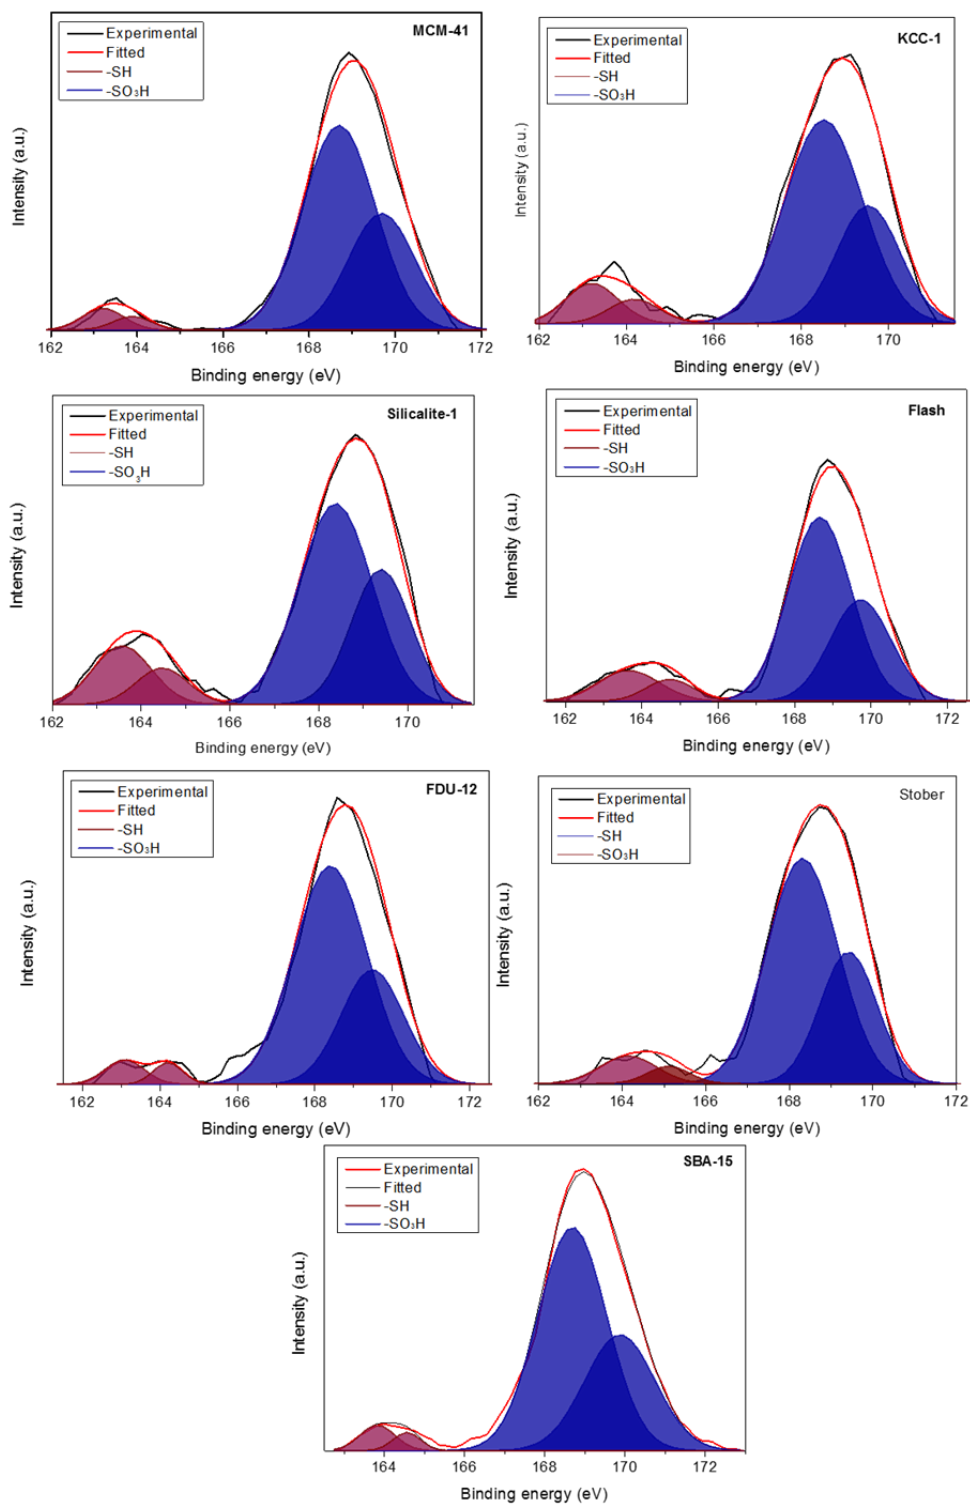 MCM-41
Experimental
Fitted
-SH
-SO₃H
Intensity (a.u.)
162 164 166 168 170 172
Binding energy (eV)
KCC-1
Experimental
Fitted
-SH
-SO₃H
Intensity (a.u.)
162 164 166 168 170
Binding energy (eV)
Silicalite-1
Experimental
Fitted
-SH
-SO₃H
Intensity (a.u.)
162 164 166 168 170
Binding energy (eV)
Flash
Experimental
Fitted
-SH
-SO₃H
Intensity (a.u.)
162 164 166 168 170 172
Binding energy (eV)
FDU-12
Experimental
Fitted
-SH
-SO₃H
Intensity (a.u.)
162 164 166 168 170 172
Binding energy (eV)
Stober
Experimental
Fitted
-SH
-SO₃H
Intensity (a.u.)
162 164 166 168 170 172
Binding energy (eV)
SBA-15
Experimental
Fitted
-SH
-SO₃H
Intensity (a.u.)
164 166 168 170 172
Binding energy (eV)